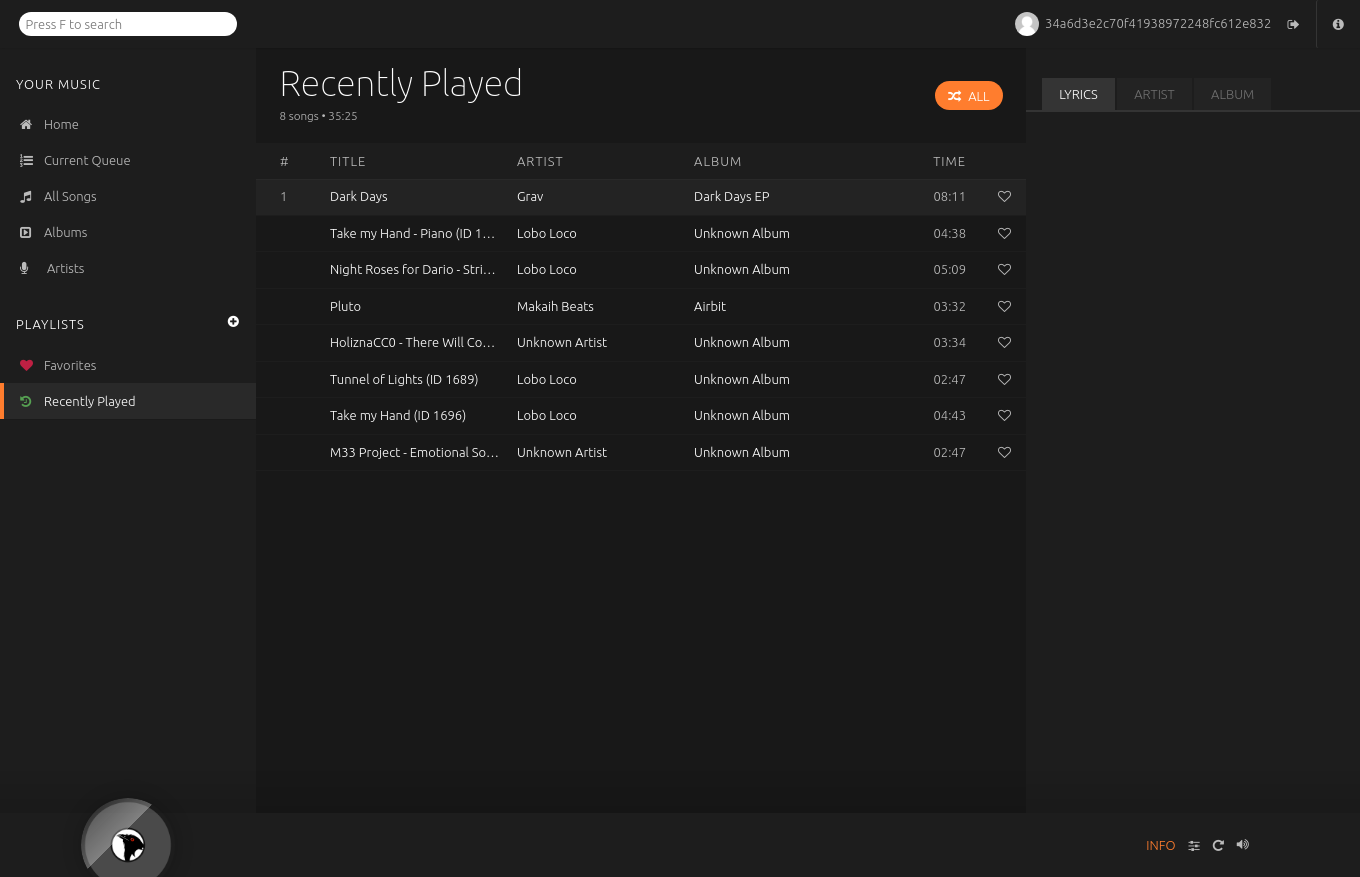 Press F to search
34a6d3e2c70f41938972248fc612e832
YOUR MUSIC
Home
Current Queue
All Songs
Albums
Artists
PLAYLISTS
Favorites
Recently Played
Recently Played
8 songs • 35:25
ALL
# TITLE ARTIST ALBUM TIME
1 Dark Days Grav Dark Days EP 08:11
Take my Hand - Piano (ID 1... Lobo Loco Unknown Album 04:38
Night Roses for Dario - Stri... Lobo Loco Unknown Album 05:09
Pluto Makaih Beats Airbit 03:32
HoliznaCC0 - There Will Co... Unknown Artist Unknown Album 03:34
Tunnel of Lights (ID 1689) Lobo Loco Unknown Album 02:47
Take my Hand (ID 1696) Lobo Loco Unknown Album 04:43
M33 Project - Emotional So... Unknown Artist Unknown Album 02:47
LYRICS ARTIST ALBUM
INFO